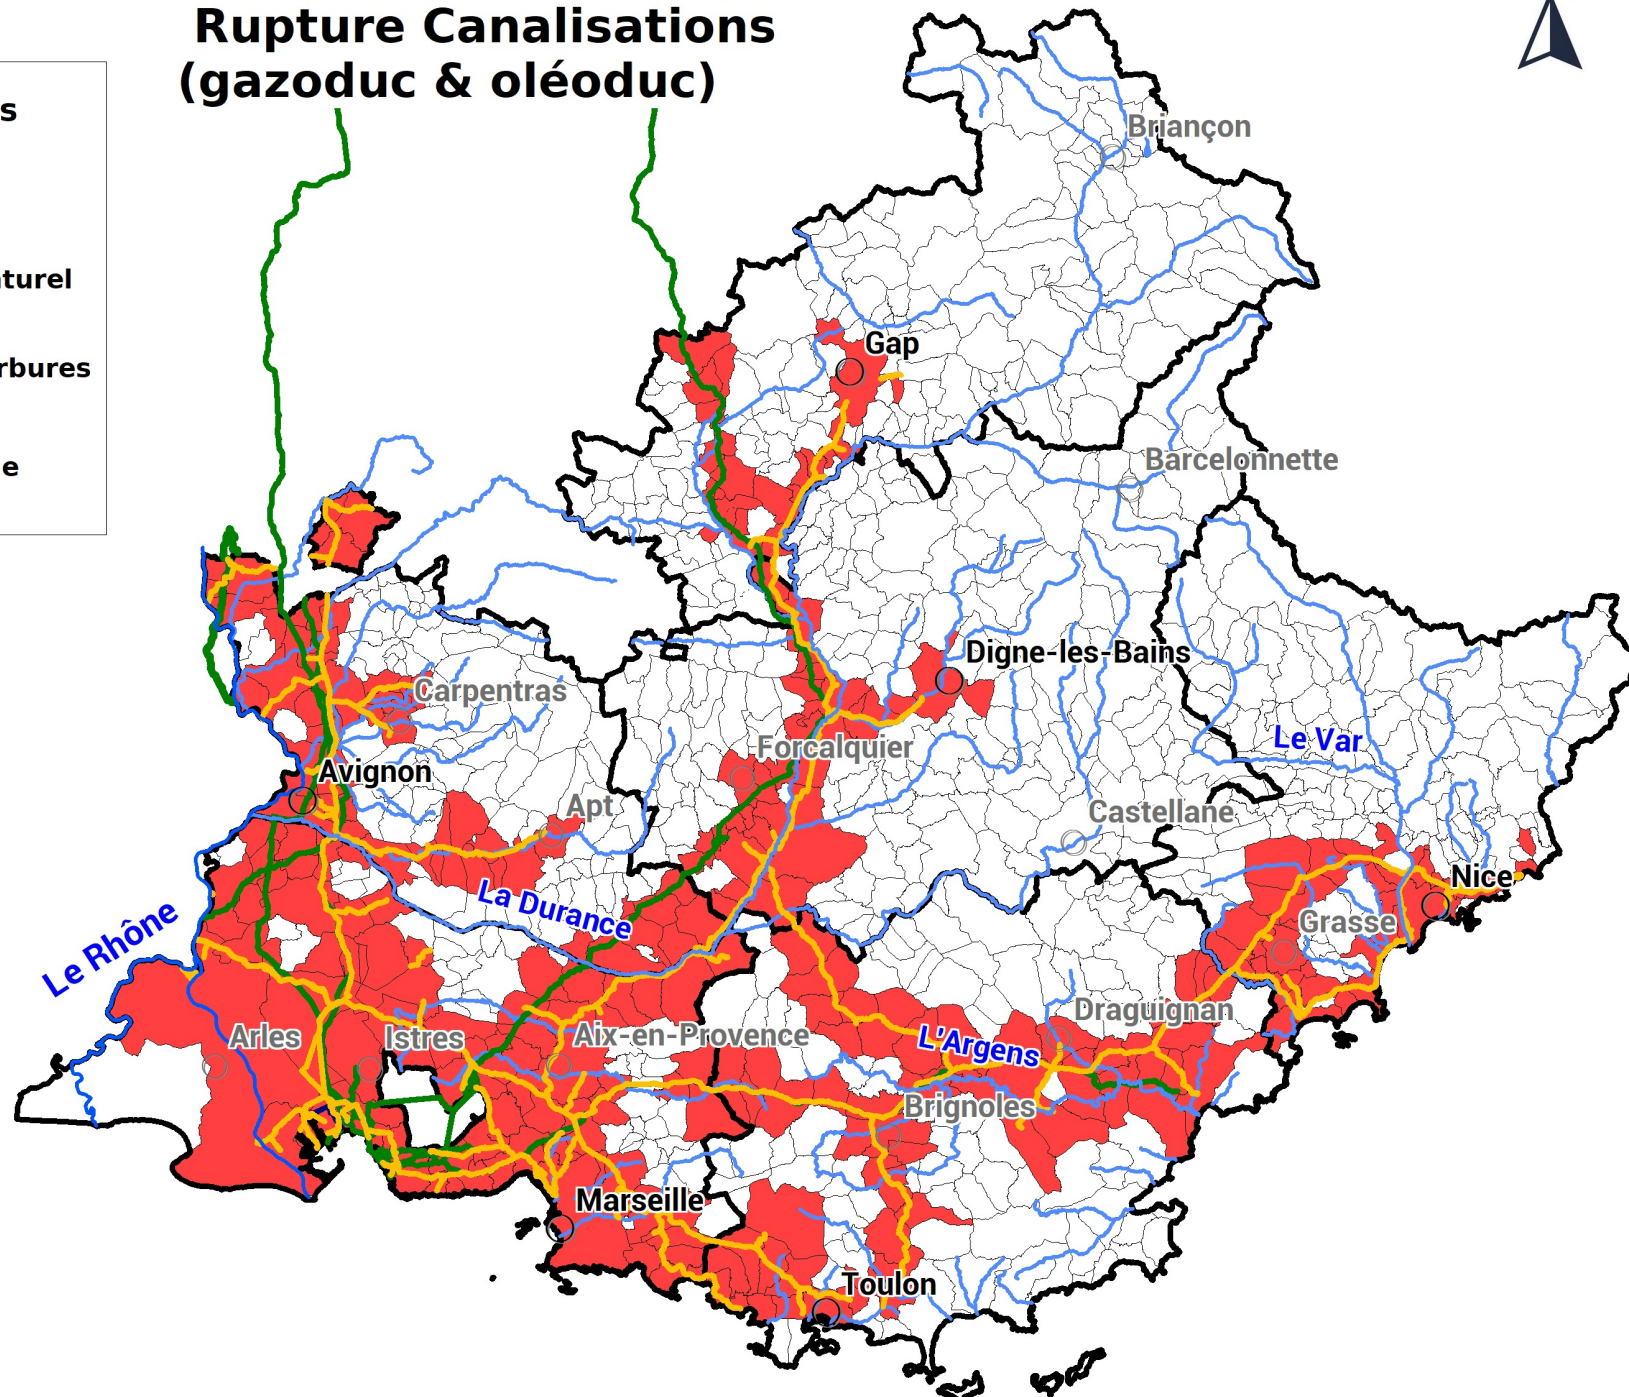 Rupture Canalisations
(gazoduc & oléoduc)
s
turel
rbures
e
Briançon
Gap
Barcelonnette
Digne-les-Bains
Carpentras
Forcalquier
Le Var
Avignon
Apt
Castellane
Nice
La Durance
Le Rhône
Grasse
Draguignan
Arles
Istres
Aix-en-Provence
L'Argens
Brignoles
Marseille
Toulon